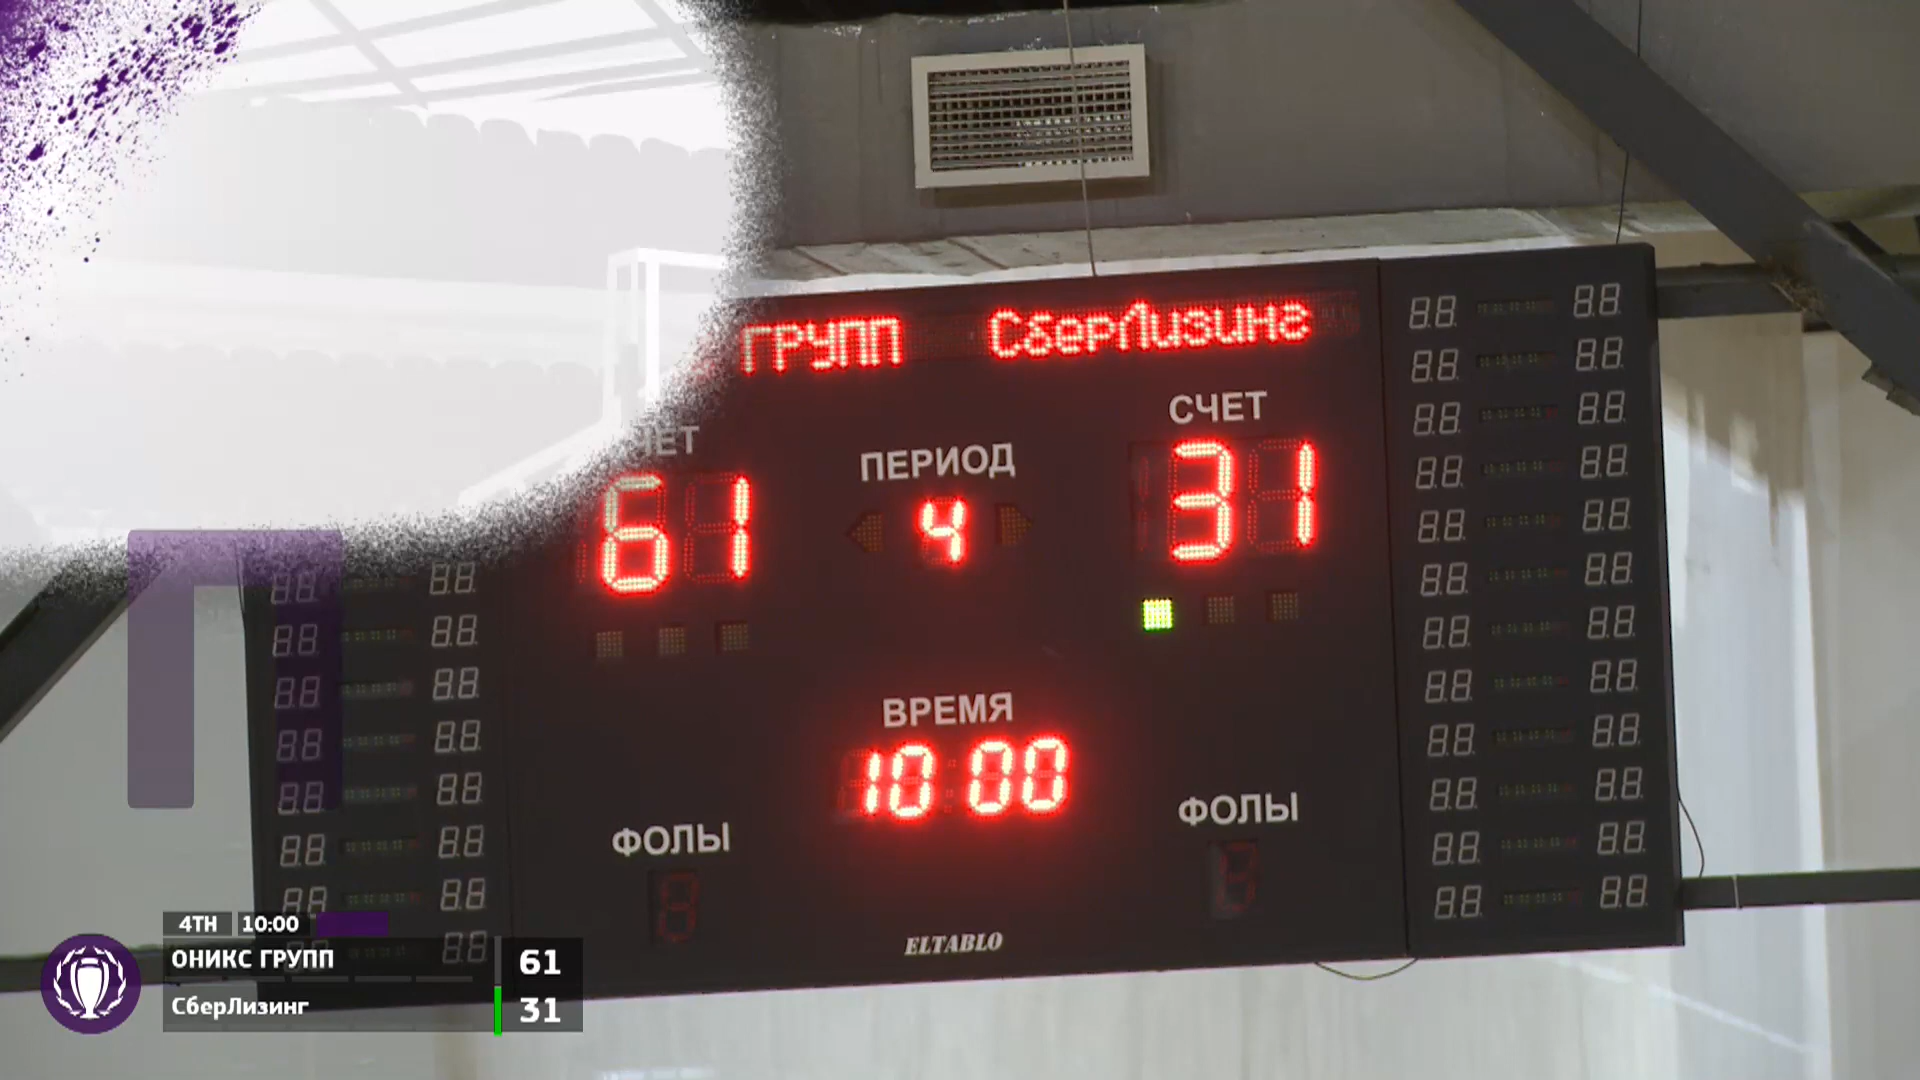 ГРУПП СберЛизинг
СЧЕТ
ЧЕТ
ПЕРИОД
61 4 31
ВРЕМЯ
10:00
ФОЛЫ ФОЛЫ
ELTABLO
4TH 10:00
ОНИКС ГРУПП 61
СберЛизинг 31